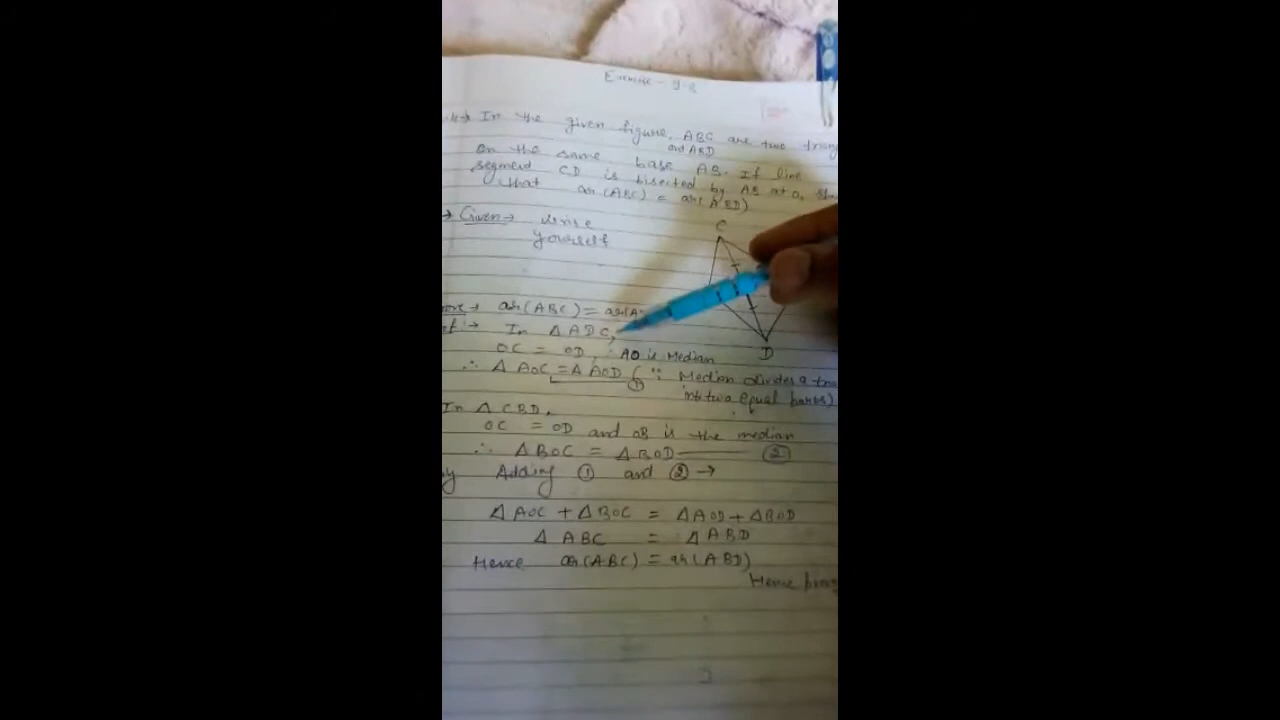 Exercise - 9.3
In the given figure, ABC are two
and ABD
on the same base AB. If line
segment CD is bisected by AB at O,
that ar (ABC) = ar (ABD)
Given → write
yourself
C
→ ar (ABC) =
→ In Δ ADC,
D
OC = OD, ∴ AO is Median
∴ Δ AOC = Δ AOD (∵ Median divides a
①
into two equal parts)
In Δ CBD,
OC = OD and OB is the median
∴ Δ BOC = Δ BOD ②
Adding ① and ② →
Δ AOC + Δ BOC = Δ AOD + Δ BOD
Δ ABC = Δ ABD
Hence ar (ABC) = ar (ABD)
Hence